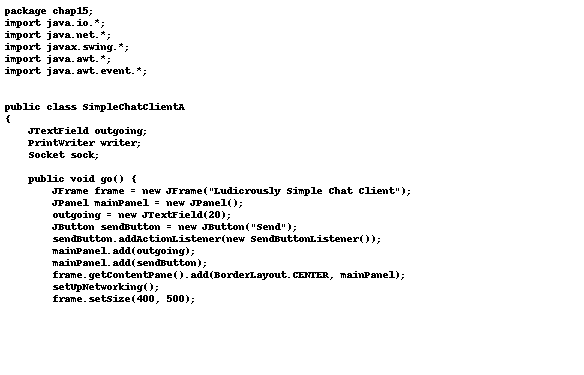 package chap15;
import java.io.*;
import java.net.*;
import javax.swing.*;
import java.awt.*;
import java.awt.event.*;
public class SimpleChatClientA
{
JTextField outgoing;
PrintWriter writer;
Socket sock;
public void go() {
JFrame frame = new JFrame("Ludicrously Simple Chat Client");
JPanel mainPanel = new JPanel();
outgoing = new JTextField(20);
JButton sendButton = new JButton("Send");
sendButton.addActionListener(new SendButtonListener());
mainPanel.add(outgoing);
mainPanel.add(sendButton);
frame.getContentPane().add(BorderLayout.CENTER, mainPanel);
setUpNetworking();
frame.setSize(400, 500);